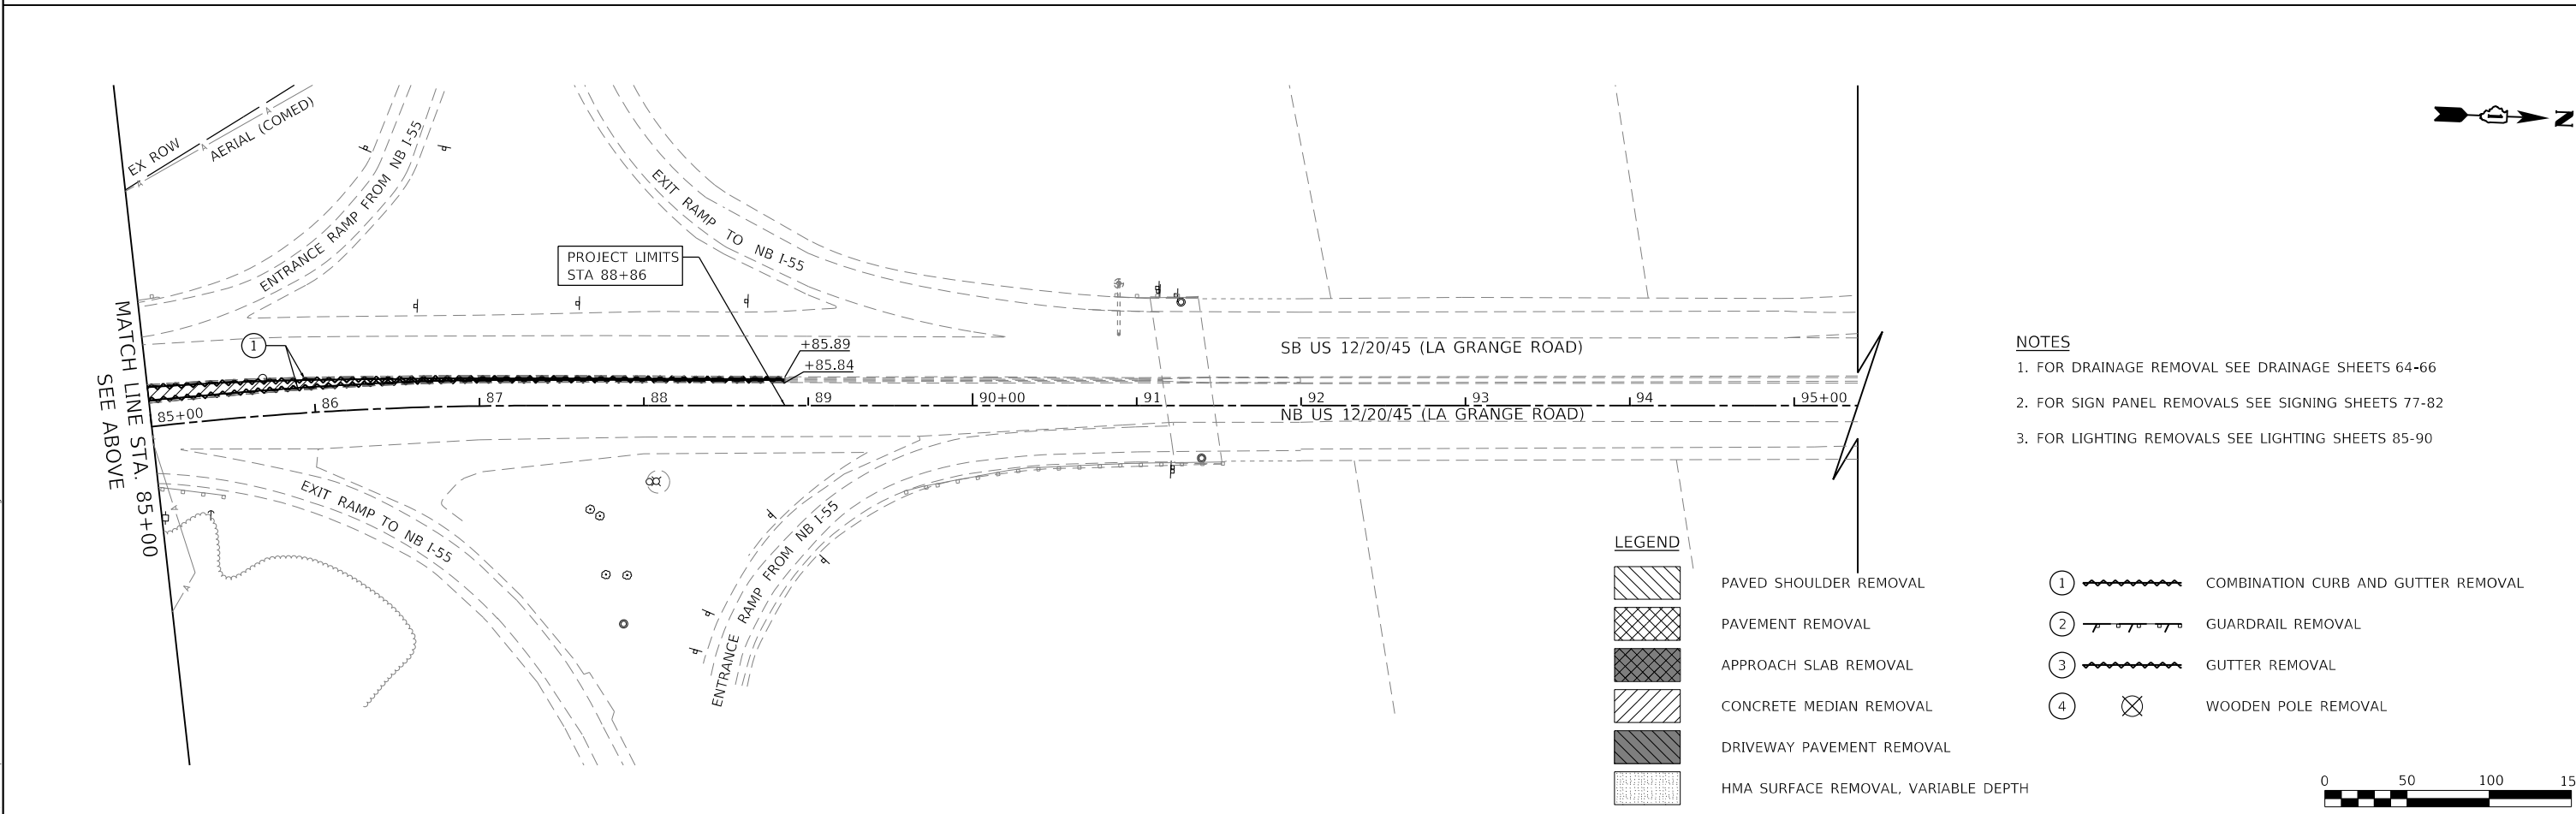 EX ROW
AERIAL (COMED)
ENTRANCE RAMP FROM NB I-55
EXIT RAMP TO NB I-55
PROJECT LIMITS
STA 88+86
1
+85.89
+85.84
MATCH LINE STA. 85+00
SEE ABOVE
85+00
86
87
88
89
90+00
91
92
93
94
95+00
SB US 12/20/45 (LA GRANGE ROAD)
NB US 12/20/45 (LA GRANGE ROAD)
EXIT RAMP TO NB I-55
ENTRANCE RAMP FROM NB I-55
A
A
A
A
A
N
NOTES
1. FOR DRAINAGE REMOVAL SEE DRAINAGE SHEETS 64-66
2. FOR SIGN PANEL REMOVALS SEE SIGNING SHEETS 77-82
3. FOR LIGHTING REMOVALS SEE LIGHTING SHEETS 85-90
LEGEND
PAVED SHOULDER REMOVAL
PAVEMENT REMOVAL
APPROACH SLAB REMOVAL
CONCRETE MEDIAN REMOVAL
DRIVEWAY PAVEMENT REMOVAL
HMA SURFACE REMOVAL, VARIABLE DEPTH
1 COMBINATION CURB AND GUTTER REMOVAL
2 GUARDRAIL REMOVAL
3 GUTTER REMOVAL
4 WOODEN POLE REMOVAL
0 50 100 15